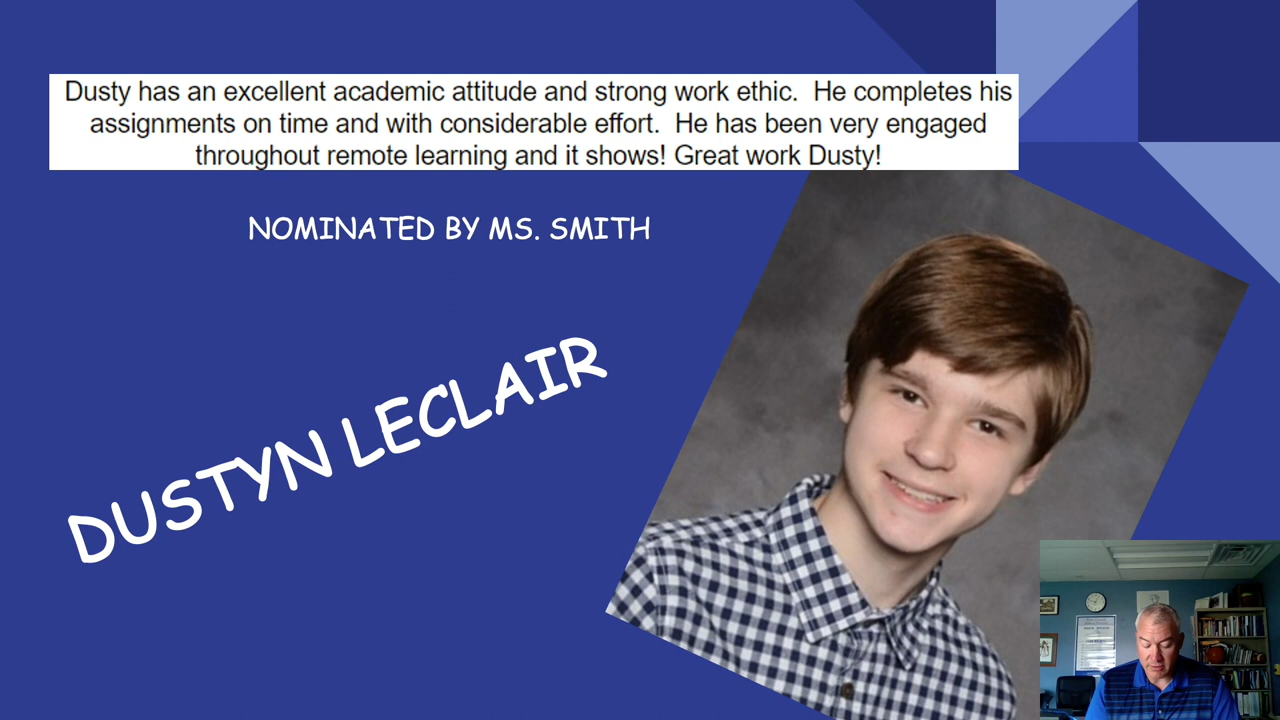 Dusty has an excellent academic attitude and strong work ethic.  He completes his
assignments on time and with considerable effort.  He has been very engaged
throughout remote learning and it shows! Great work Dusty!
NOMINATED BY MS. SMITH
DUSTYN LECLAIR